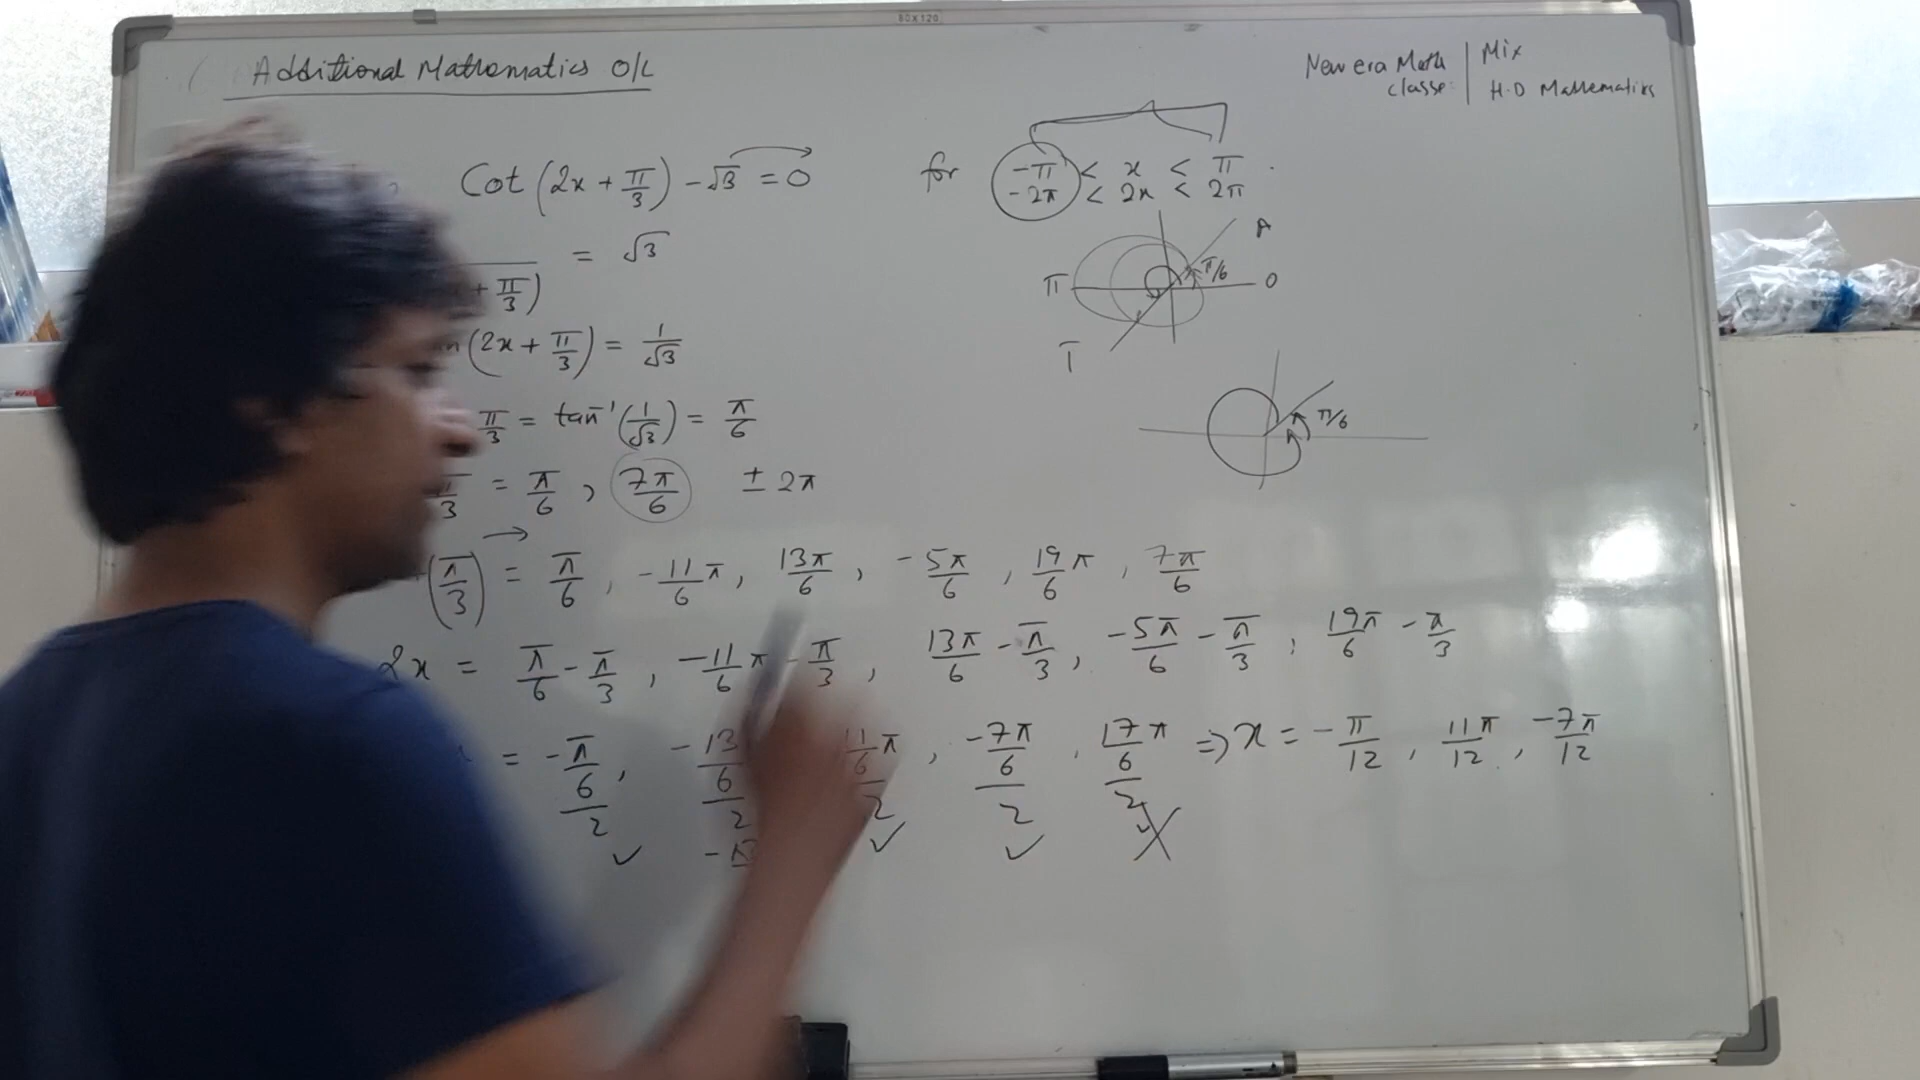 80X120
Additional Mathematics O/L
New era Math | Mix
classe | H.D Mathematics
Cot (2x + π/3) - √3 = 0 for -π < x < π
-2π < 2x < 2π
+ π/3) = √3
(2x + π/3) = 1/√3
π/3 = tan⁻¹(1/√3) = π/6
π/3 = π/6 , 7π/6 ± 2π
A
π π/6 0
T
π/6
+ (π/3) = π/6 , -11/6 π , 13π/6 , -5π/6 , 19/6 π , 7π/6
2x = π/6 - π/3 , -11/6 π - π/3 , 13π/6 - π/3 , -5π/6 - π/3 , 19π/6 - π/3
= -π/6/2 , -13/6/2 11/6 π/2 , -7π/6/2 , 17/6 π/2 ⇒ x = -π/12 , 11π/12 , -7π/12
✓ ✓ ✓ X